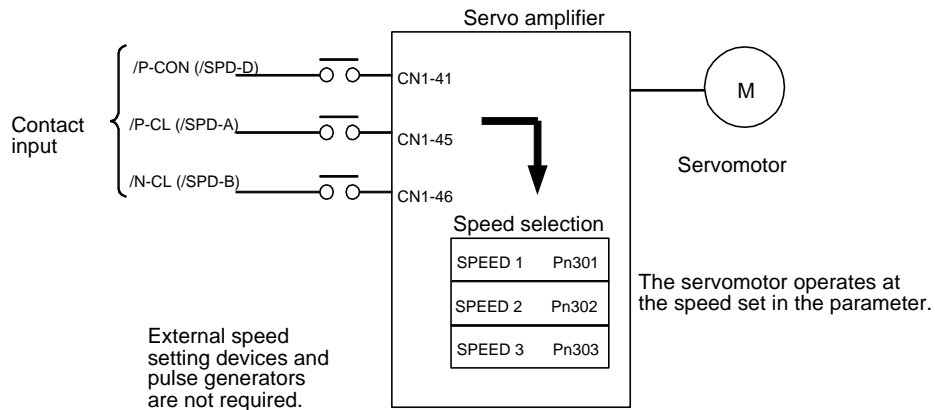 Servo amplifier
/P-CON (/SPD-D)
CN1-41
M
Contact
input
/P-CL (/SPD-A)
CN1-45
Servomotor
/N-CL (/SPD-B)
CN1-46
Speed selection
SPEED 1 Pn301
SPEED 2 Pn302
SPEED 3 Pn303
The servomotor operates at
the speed set in the parameter.
External speed
setting devices and
pulse generators
are not required.